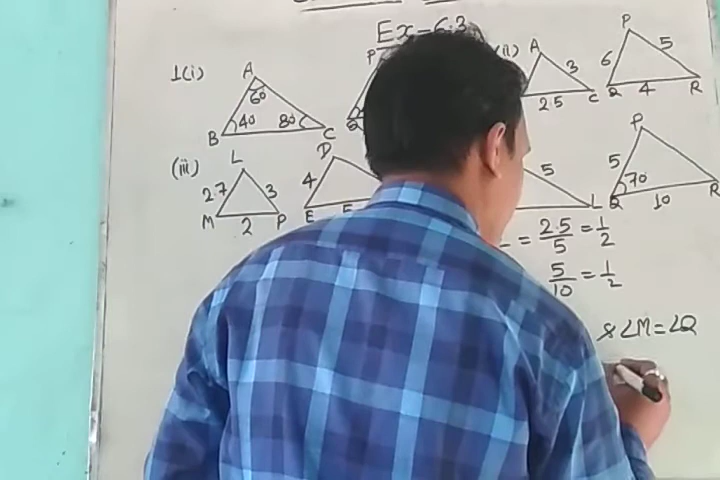 Ex-6.3
1(i) A 60 B 40 80 C
P
Q
(ii) A 3 2.5 C
P 6 5 Q 4 R
(iii) L 2.7 3 M 2 P
D 4 E
5 L
P 5 70 Q 10 R
= 2.5/5 = 1/2
5/10 = 1/2
& ∠M = ∠Q